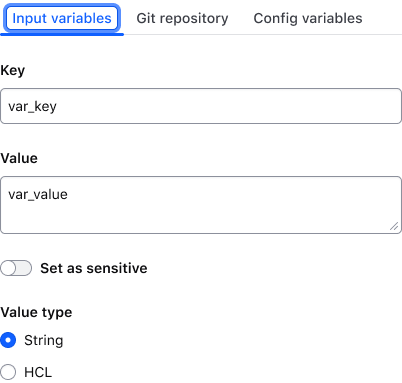 Input variables Git repository Config variables
Key
var_key
Value
var_value
Set as sensitive
Value type
String
HCL